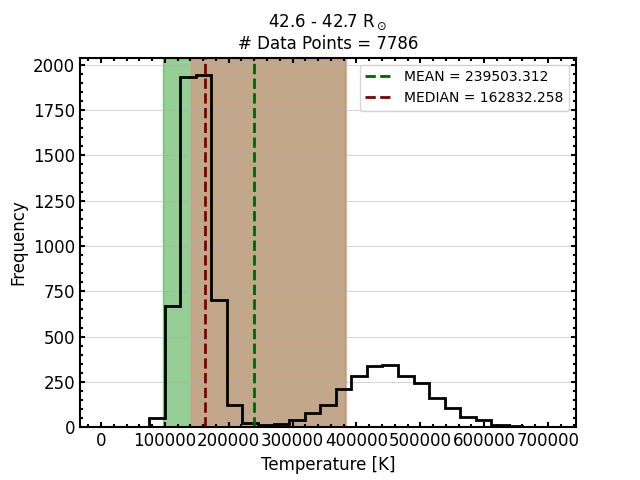 42.6 - 42.7 R⊙
# Data Points = 7786
MEAN = 239503.312
MEDIAN = 162832.258
Frequency
2000
1750
1500
1250
1000
750
500
250
0
0 100000 200000 300000 400000 500000 600000 700000
Temperature [K]